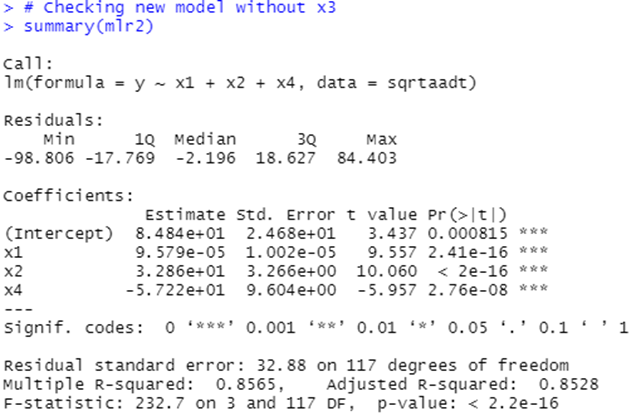 > # Checking new model without x3
> summary(mlr2)
Call:
lm(formula = y ~ x1 + x2 + x4, data = sqrtaadt)
Residuals:
Min 1Q Median 3Q Max
-98.806 -17.769 -2.196 18.627 84.403
Coefficients:
Estimate Std. Error t value Pr(>|t|)
(Intercept) 8.484e+01 2.468e+01 3.437 0.000815 ***
x1 9.579e-05 1.002e-05 9.557 2.41e-16 ***
x2 3.286e+01 3.266e+00 10.060 < 2e-16 ***
x4 -5.722e+01 9.604e+00 -5.957 2.76e-08 ***
---
Signif. codes: 0 ‘***’ 0.001 ‘**’ 0.01 ‘*’ 0.05 ‘.’ 0.1 ‘ ’ 1
Residual standard error: 32.88 on 117 degrees of freedom
Multiple R-squared: 0.8565, Adjusted R-squared: 0.8528
F-statistic: 232.7 on 3 and 117 DF, p-value: < 2.2e-16